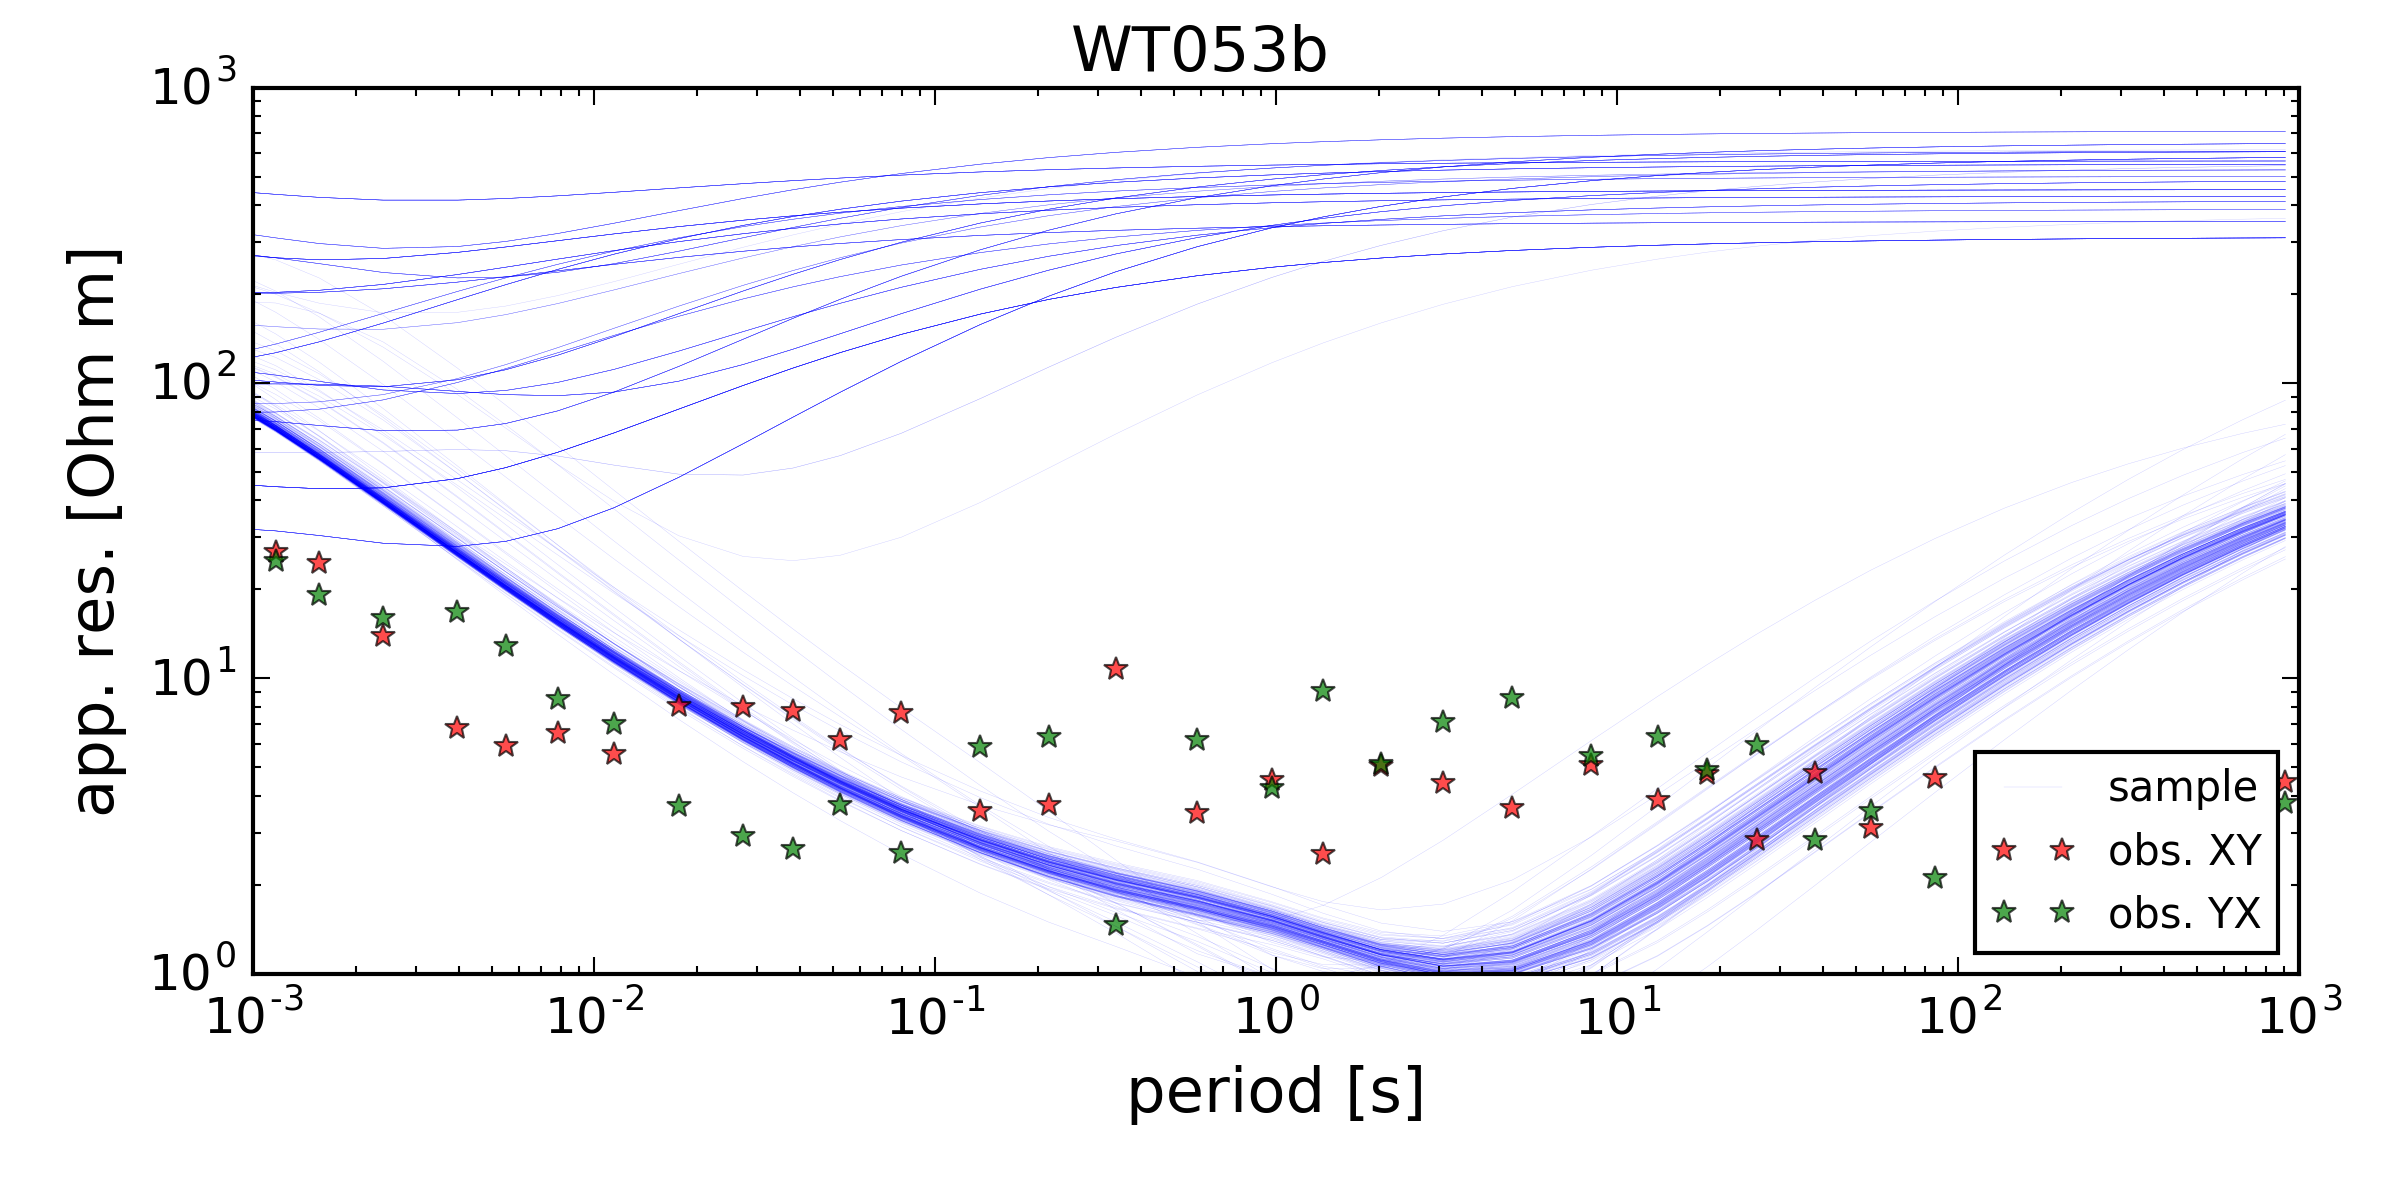 WT053b
app. res. [Ohm m]
10^3
10^2
10^1
10^0
10^-3
10^-2
10^-1
10^0
10^1
10^2
10^3
period [s]
sample
obs. XY
obs. YX